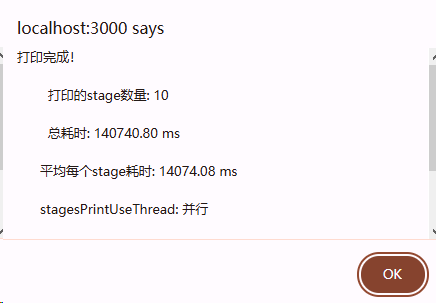 localhost:3000 says
打印完成!
打印的stage数量: 10
总耗时: 140740.80 ms
平均每个stage耗时: 14074.08 ms
stagesPrintUseThread: 并行
OK